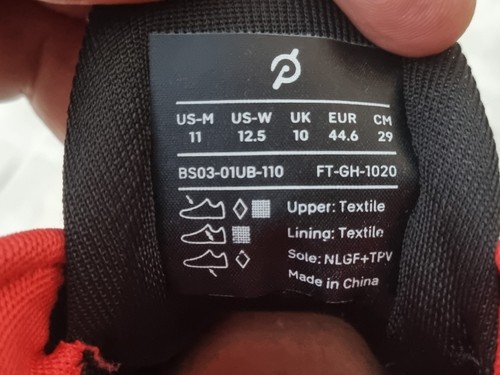 US-M US-W UK EUR CM
11 12.5 10 44.6 29
BS03-01UB-110 FT-GH-1020
Upper: Textile
Lining: Textile
Sole: NLGF+TPV
Made in China